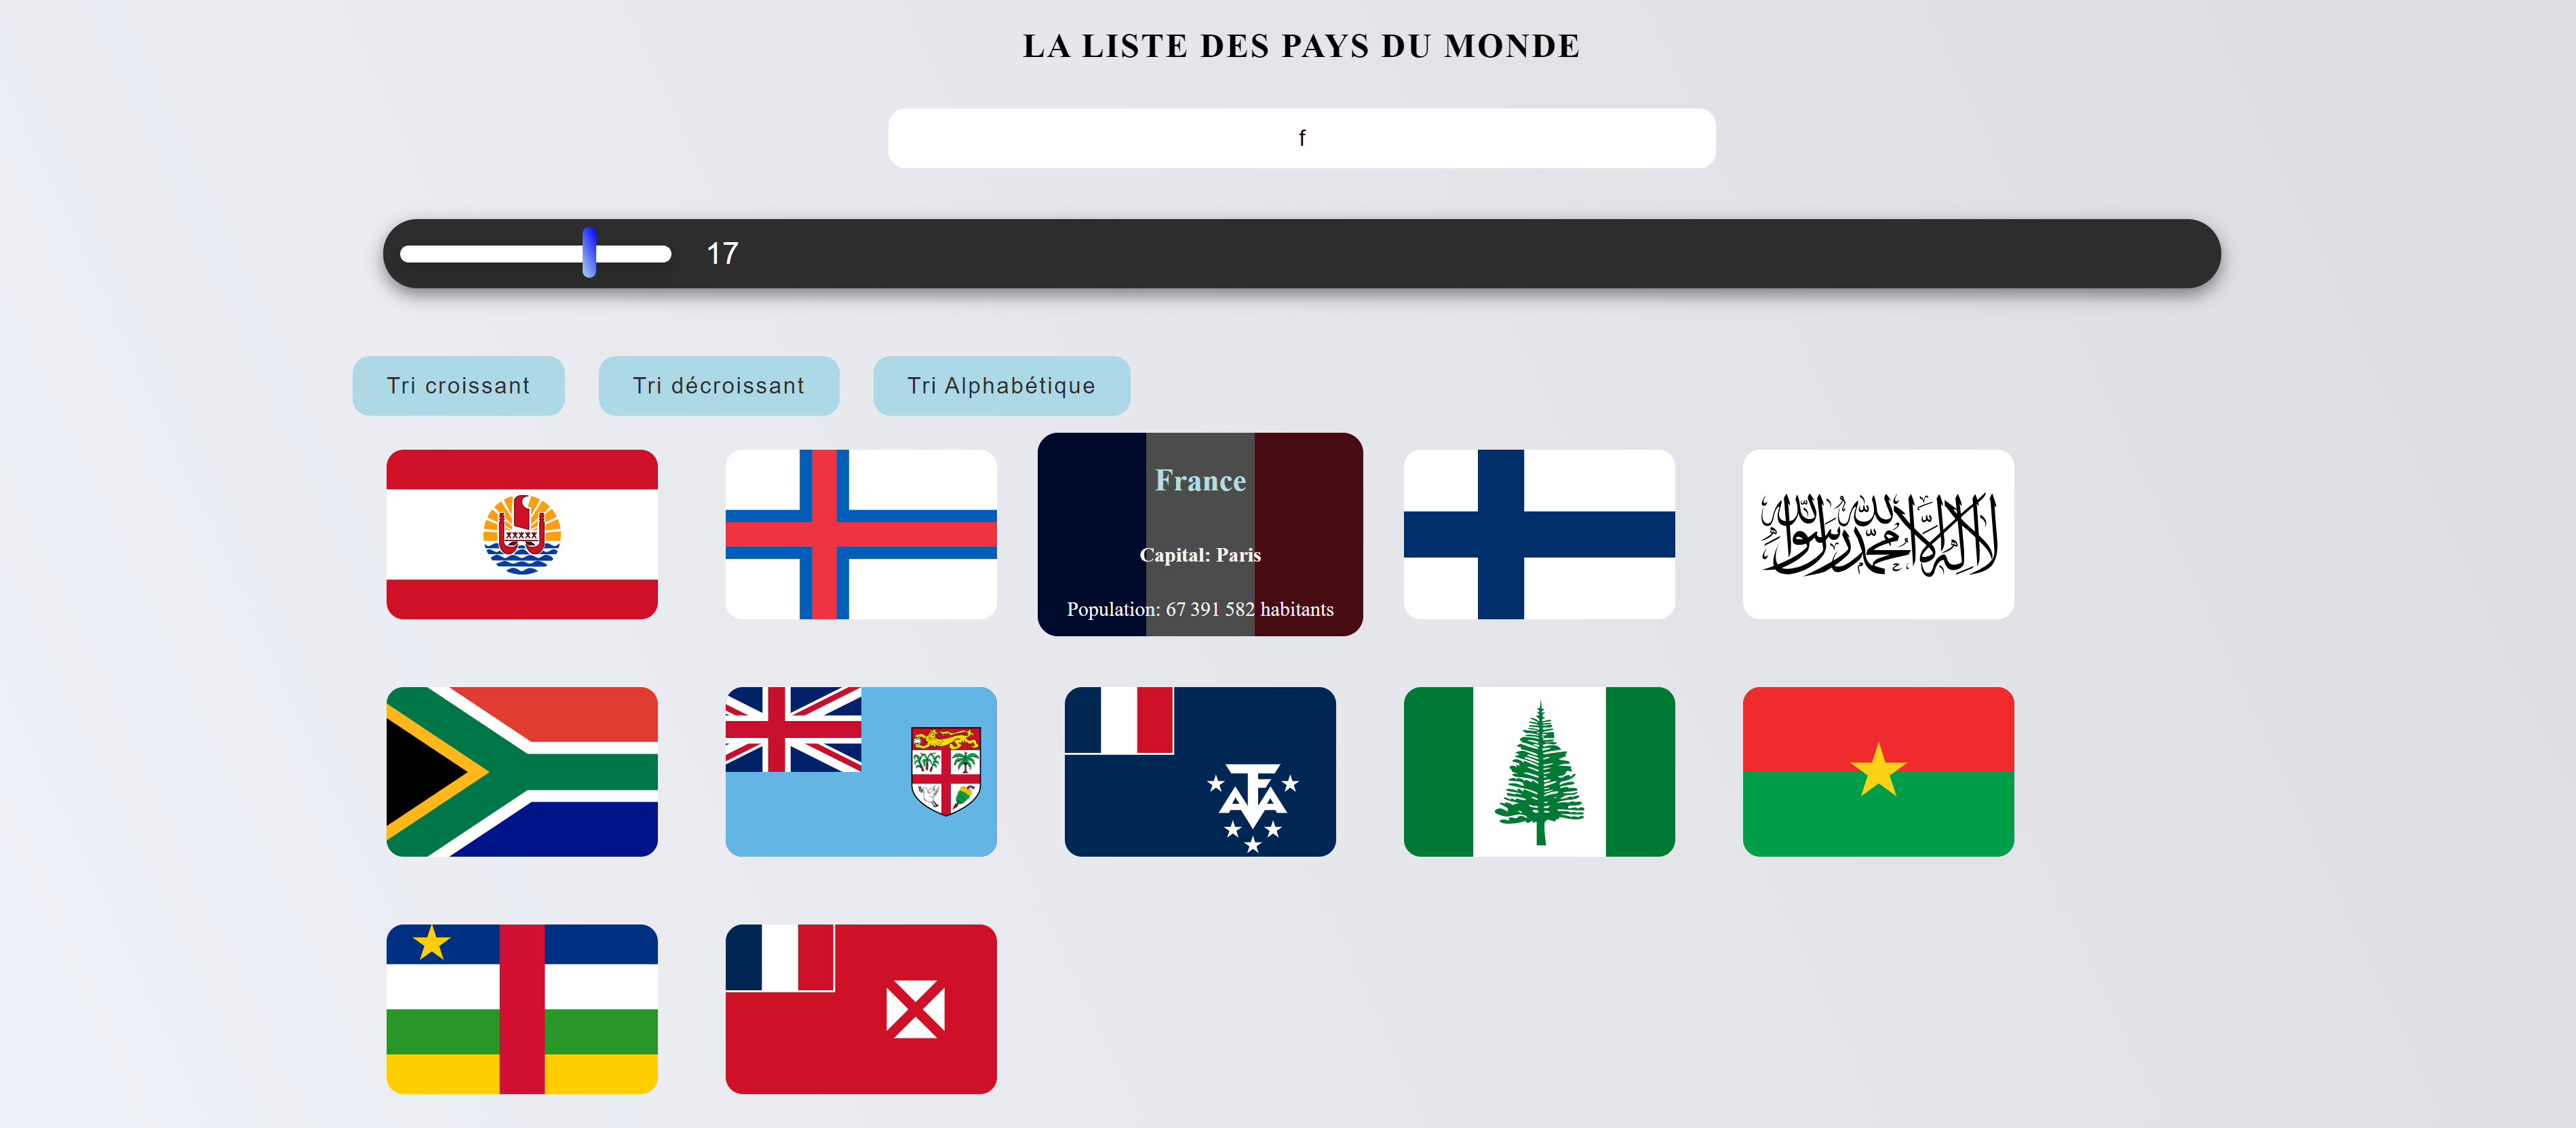 LA LISTE DES PAYS DU MONDE
f
17
Tri croissant
Tri décroissant
Tri Alphabétique
France
Capital: Paris
Population: 67 391 582 habitants
لا إله إلا الله محمد رسول الله